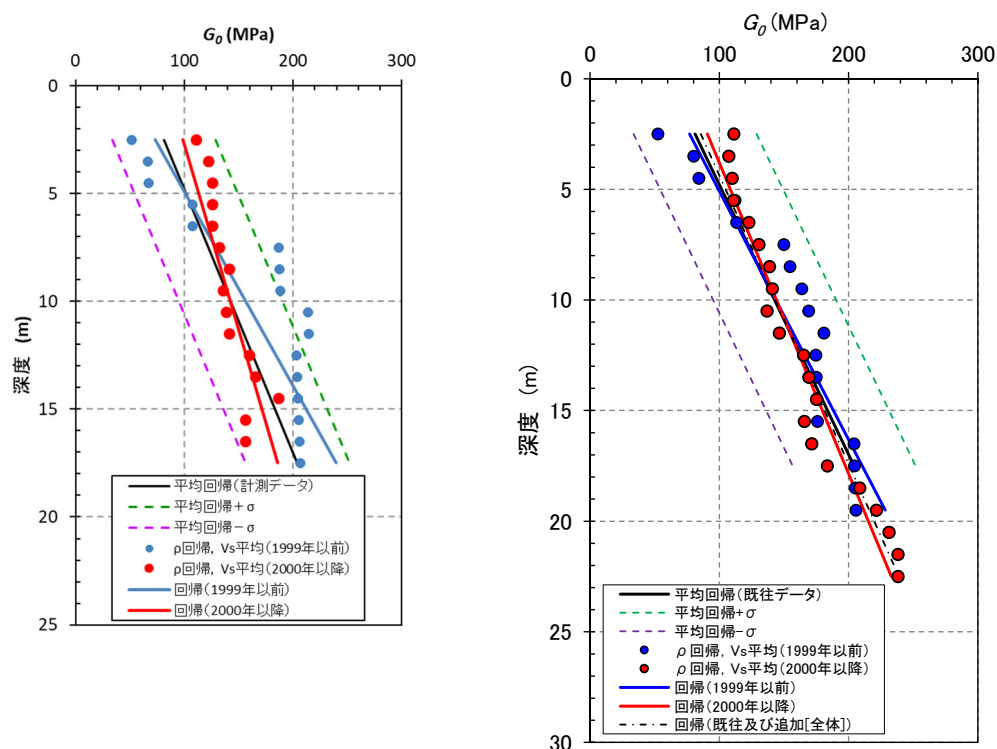 G₀ (MPa)
0 100 200 300
0
5
10
15
20
25
深度 (m)
平均回帰(計測データ)
平均回帰+σ
平均回帰−σ
ρ回帰, Vs平均(1999年以前)
ρ回帰, Vs平均(2000年以降)
回帰(1999年以前)
回帰(2000年以降)
G₀(MPa)
0 100 200 300
0
5
10
15
20
25
30
深度 (m)
平均回帰(既往データ)
平均回帰+σ
平均回帰-σ
ρ回帰, Vs平均(1999年以前)
ρ回帰, Vs平均(2000年以降)
回帰(1999年以前)
回帰(2000年以降)
回帰(既往及び追加[全体])